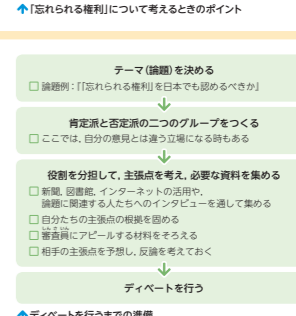 ↑「忘れられる権利」について考えるときのポイント
テーマ(論題)を決める
□ 論題例：「「忘れられる権利」を日本でも認めるべきか」
肯定派と否定派の二つのグループをつくる
□ ここでは，自分の意見とは違う立場になる時もある
役割を分担して，主張点を考え，必要な資料を集める
□ 新聞，図書館，インターネットの活用や，
論題に関連する人たちへのインタビューを通して集める
□ 自分たちの主張点の根拠を固める
□ 審査員にアピールする材料をそろえる
□ 相手の主張点を予想し，反論を考えておく
ディベートを行う
↑ディベートを行うまでの準備